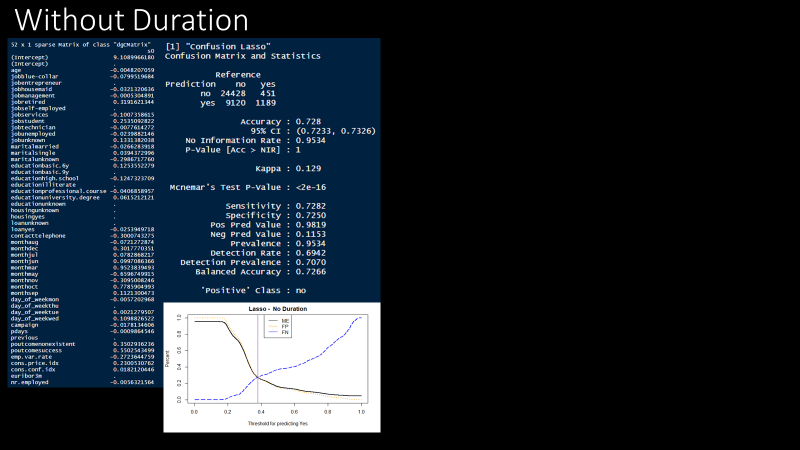 Without Duration
52 x 1 sparse Matrix of class "dgCMatrix"
s0
(Intercept) 9.1089966180
(Intercept) .
age -0.0048207059
jobblue-collar -0.0799519684
jobentrepreneur .
jobhousemaid -0.0321320636
jobmanagement -0.0005304891
jobretired 0.3191621344
jobself-employed .
jobservices -0.1007358615
jobstudent 0.2535092822
jobtechnician -0.0077614272
jobunemployed -0.0239882146
jobunknown 0.1331382038
maritalmarried -0.0266293918
maritalsingle 0.0394372996
maritalunknown -0.2986717760
educationbasic.6y 0.1253552279
educationbasic.9y .
educationhigh.school -0.1247323709
educationilliterate .
educationprofessional.course -0.0406858957
educationuniversity.degree 0.0615212121
educationunknown .
housingunknown .
housingyes .
loanunknown .
loanyes -0.0253949718
contacttelephone -0.3000743275
monthaug -0.0721272874
monthdec 0.3017770351
monthjul 0.0782868217
monthjun 0.0997086366
monthmar 0.9523839493
monthmay -0.6596749915
monthnov -0.3095008246
monthoct 0.7785904993
monthsep 0.1121300473
day_of_weekmon -0.0057202968
day_of_weekthu .
day_of_weektue 0.0021279507
day_of_weekwed 0.1098826522
campaign -0.0178134606
pdays -0.0009864546
previous .
poutcomenonexistent 0.3502936236
poutcomesuccess 0.5502543499
emp.var.rate -0.2723644759
cons.price.idx 0.2300530762
cons.conf.idx 0.0182120446
euribor3m .
nr.employed -0.0056321564
[1] "Confusion Lasso"
Confusion Matrix and Statistics
Reference
Prediction no yes
no 24428 451
yes 9120 1189
Accuracy : 0.728
95% CI : (0.7233, 0.7326)
No Information Rate : 0.9534
P-Value [Acc > NIR] : 1
Kappa : 0.129
Mcnemar's Test P-Value : <2e-16
Sensitivity : 0.7282
Specificity : 0.7250
Pos Pred Value : 0.9819
Neg Pred Value : 0.1153
Prevalence : 0.9534
Detection Rate : 0.6942
Detection Prevalence : 0.7070
Balanced Accuracy : 0.7266
'Positive' Class : no
Lasso - No Duration
ME
FP
FN
Percent
1.0
0.8
0.6
0.4
0.2
0.0
0.0 0.2 0.4 0.6 0.8 1.0
Threshold for predicting Yes